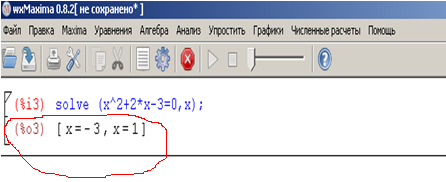 wxMaxima 0.8.2[ не сохранено* ]
Файл Правка Maxima Уравнения Алгебра Анализ Упростить Графики Численные расчеты Помощь
(%i3) solve (x^2+2*x-3=0,x);
(%o3) [x=-3,x=1]